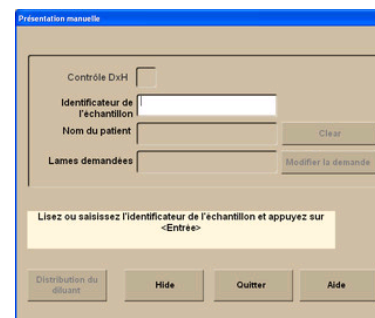 Présentation manuelle
Contrôle DxH
Identificateur de
l'échantillon
Nom du patient
Clear
Lames demandées
Modifier la demande
Lisez ou saisissez l'identificateur de l'échantillon et appuyez sur
<Entrée>
Distribution du
diluant
Hide
Quitter
Aide